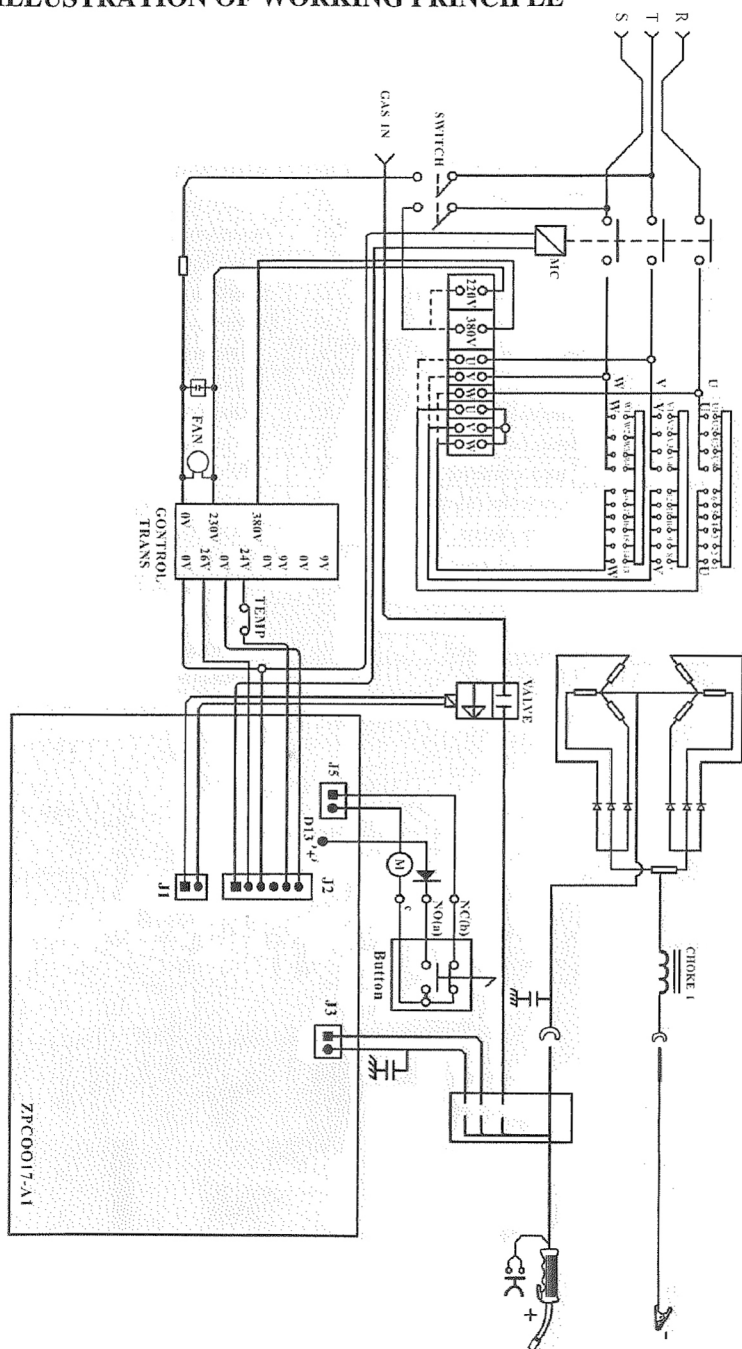 ILLUSTRATION OF WORKING PRINCIPLE
S T R
GAS IN
SWITCH
MC
220V
380V
U
V
W
U
V
W
U
V
W
U
V
W
U
V
W
FAN
CONTROL
TRANS
0V
230V
380V
0V
26V
0V
24V
0V
9V
0V
9V
TEMP
VALVE
J5
D13 '+'
M
c
NO(a)
NC(b)
Button
J1
J2
J3
ZPC0017-A1
CHOKE 1
+
-